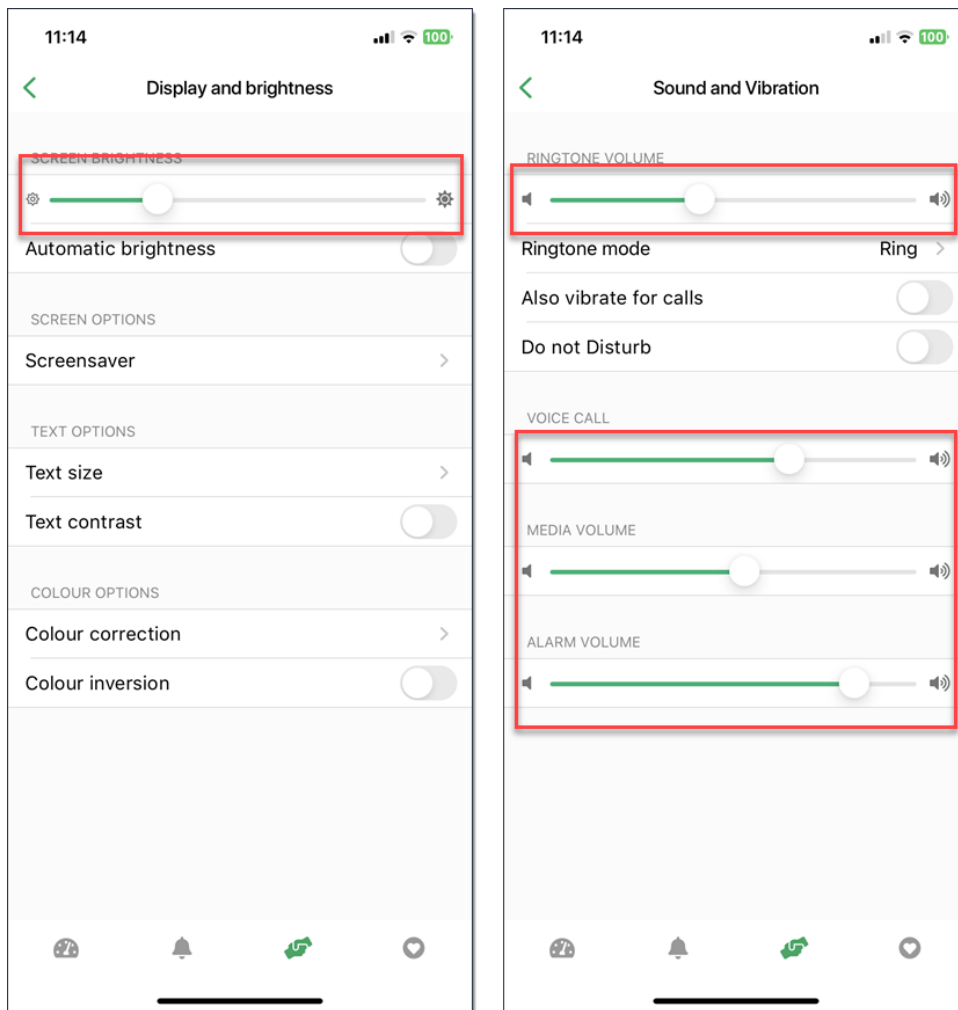 11:14
100
Display and brightness
SCREEN BRIGHTNESS
Automatic brightness
SCREEN OPTIONS
Screensaver
TEXT OPTIONS
Text size
Text contrast
COLOUR OPTIONS
Colour correction
Colour inversion
11:14
100
Sound and Vibration
RINGTONE VOLUME
Ringtone mode Ring
Also vibrate for calls
Do not Disturb
VOICE CALL
MEDIA VOLUME
ALARM VOLUME